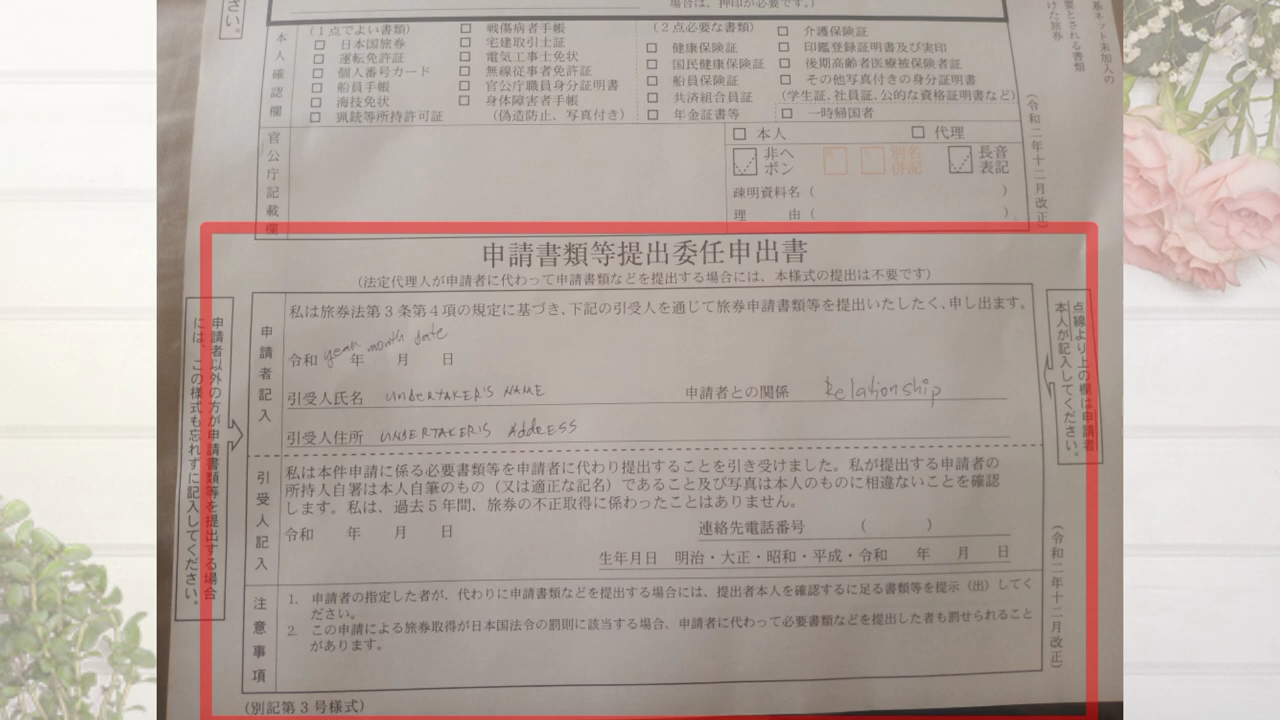 さい。
場合は、押印が必要です。)
基ネット未加入の
要とされる書類
けた旅券
本人確認欄
(1点でよい書類)
□ 日本国旅券
□ 運転免許証
□ 個人番号カード
□ 船員手帳
□ 海技免状
□ 猟銃等所持許可証
□ 戦傷病者手帳
□ 宅建取引士証
□ 電気工事士免状
□ 無線従事者免許証
□ 官公庁職員身分証明書
□ 身体障害者手帳
(偽造防止、写真付き)
(2点必要な書類)
□ 健康保険証
□ 国民健康保険証
□ 船員保険証
□ 共済組合員証
□ 年金証書等
□ 介護保険証
□ 印鑑登録証明書及び実印
□ 後期高齢者医療被保険者証
□ その他写真付きの身分証明書
(学生証、社員証、公的な資格証明書など)
□ 一時帰国者
官公庁記載欄
□ 本人 □ 代理
非ヘボン
別名併記
長音表記
疎明資料名 ( )
理 由 ( )
(令和二年十二月改正)
申請書類等提出委任申出書
(法定代理人が申請者に代わって申請書類などを提出する場合には、本様式の提出は不要です)
申請者以外の方が申請書類等を提出する場合
には、この様式も忘れずに記入してください。
点線より上の欄は申請者
本人が記入してください。
申請者記入
私は旅券法第3条第4項の規定に基づき、下記の引受人を通じて旅券申請書類等を提出いたしたく、申し出ます。
year month date
令和 年 月 日
引受人氏名 UNDERTAKER'S NAME 申請者との関係 Relationship
引受人住所 UNDERTAKER'S ADDRESS
引受人記入
私は本件申請に係る必要書類等を申請者に代わり提出することを引き受けました。私が提出する申請者の
所持人自署は本人自筆のもの(又は適正な記名)であること及び写真は本人のものに相違ないことを確認
します。私は、過去5年間、旅券の不正取得に係わったことはありません。
令和 年 月 日 連絡先電話番号 ( )
生年月日 明治・大正・昭和・平成・令和 年 月 日
注意事項
1. 申請者の指定した者が、代わりに申請書類などを提出する場合には、提出者本人を確認するに足る書類等を提示(出)してく
ださい。
2. この申請による旅券取得が日本国法令の罰則に該当する場合、申請者に代わって必要書類などを提出した者も罰せられること
があります。
(令和二年十二月改正)
(別記第3号様式)